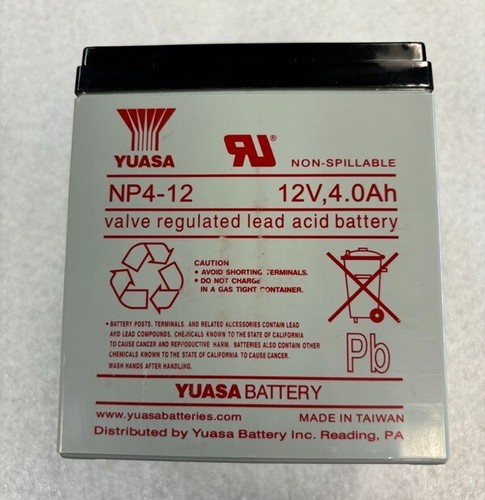 YUASA
RU®
NON-SPILLABLE
NP4-12 12V,4.0Ah
valve regulated lead acid battery
CAUTION
• AVOID SHORTING TERMINALS.
• DO NOT CHARGE
IN A GAS TIGHT CONTAINER.
• BATTERY POSTS, TERMINALS, AND RELATED ACCESSORIES CONTAIN LEAD
AND LEAD COMPOUNDS, CHEJICALS KNOWN TO THE STATE OF CALIFORNIA
TO CAUSE CANCER AND REPRODUCTIVE HARM. BATTERIES ALSO CONTAIN OTHER
CHEMICALS KNOWN TO THE STATE OF CALIFORNIA TO CAUSE CANCER.
WASH HANDS AFTER HANDLING.
Pb
YUASA BATTERY
www.yuasabatteries.com MADE IN TAIWAN
Distributed by Yuasa Battery Inc. Reading, PA